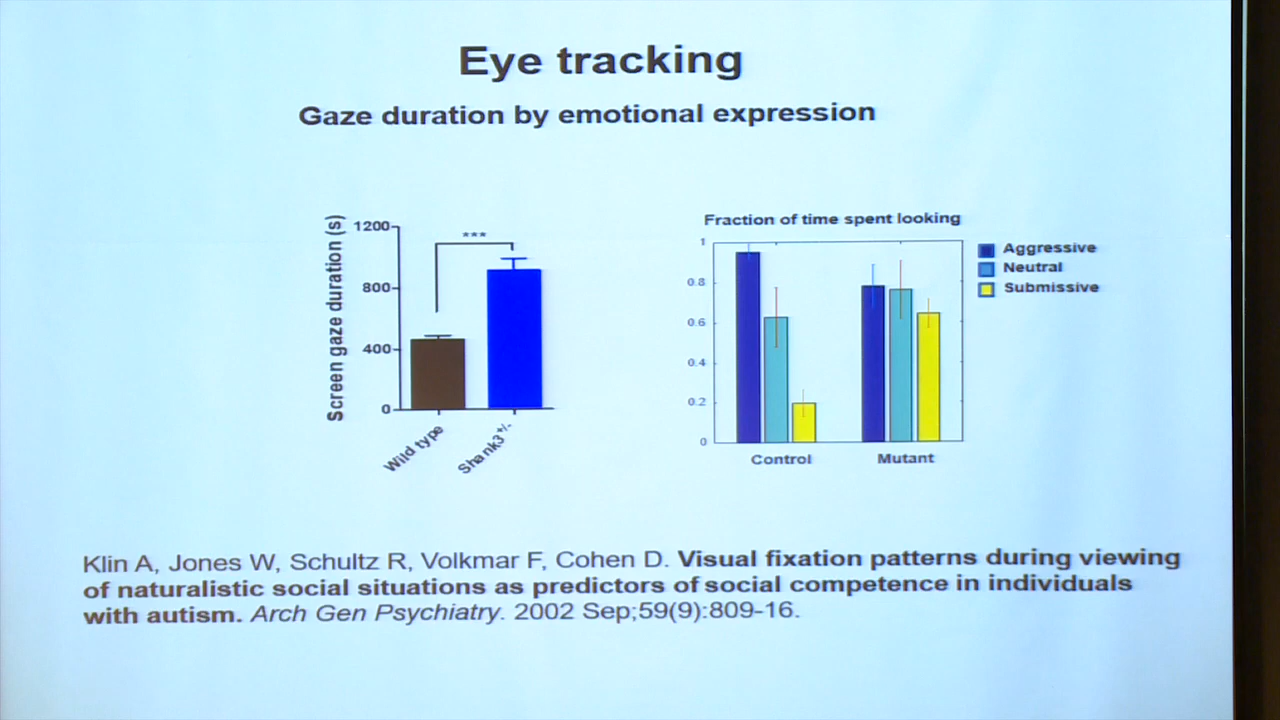 Eye tracking
Gaze duration by emotional expression
Screen gaze duration (s)
1200
800
400
0
***
Wild type
Shank3+/-
Fraction of time spent looking
1
0.8
0.6
0.4
0.2
0
Control
Mutant
Aggressive
Neutral
Submissive
Klin A, Jones W, Schultz R, Volkmar F, Cohen D. Visual fixation patterns during viewing
of naturalistic social situations as predictors of social competence in individuals
with autism. Arch Gen Psychiatry. 2002 Sep;59(9):809-16.